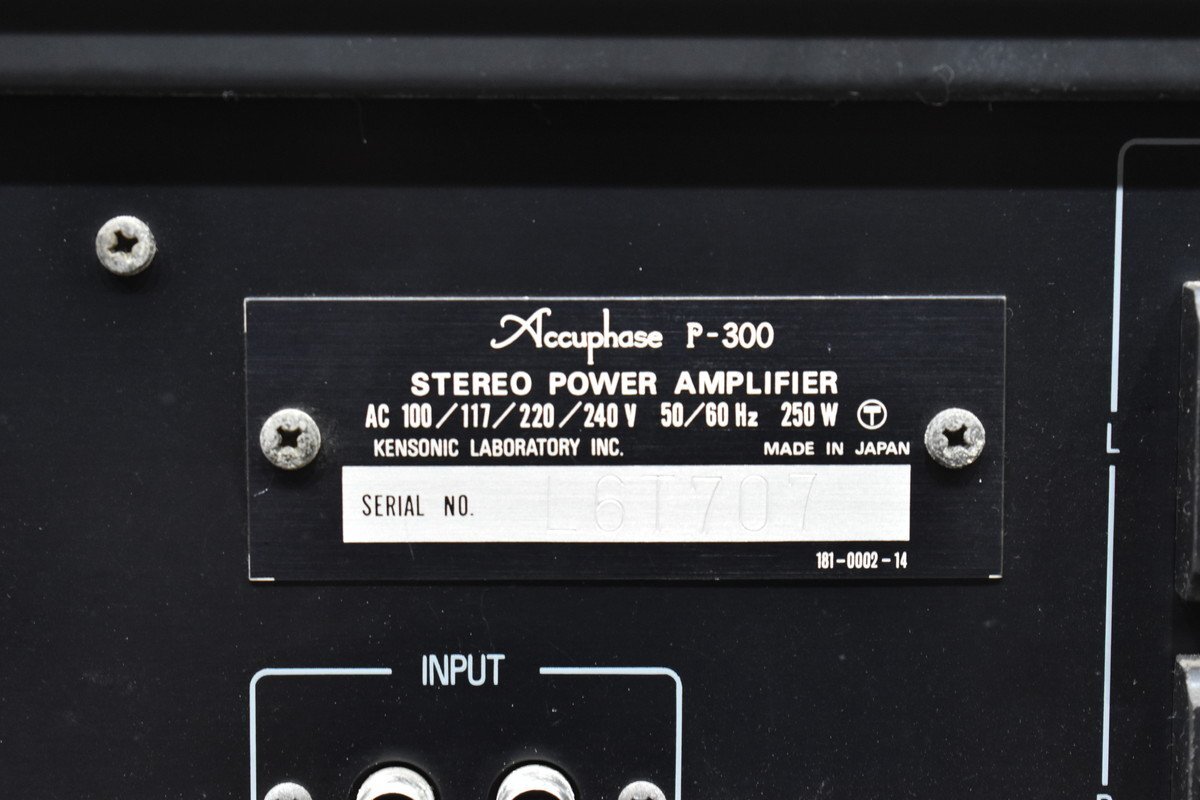 Accuphase P-300
STEREO POWER AMPLIFIER
AC 100/117/220/240 V 50/60 Hz 250 W Ⓣ
KENSONIC LABORATORY INC. MADE IN JAPAN
SERIAL NO. L6I707
181-0002-14
L
INPUT